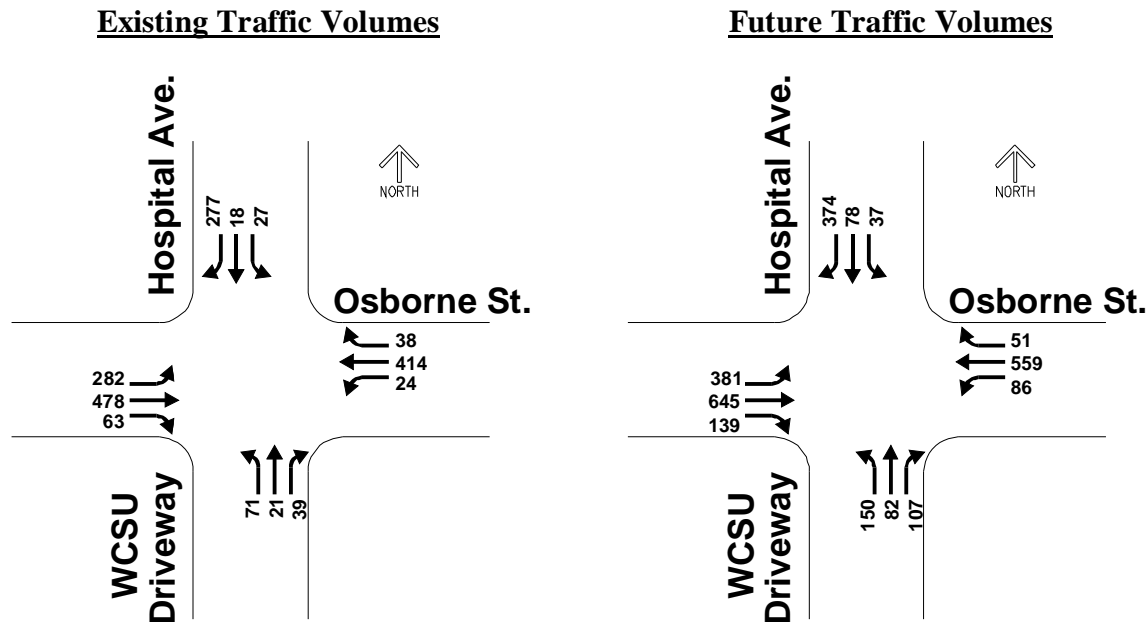 Existing Traffic Volumes
Hospital Ave.
277
18
27
NORTH
Osborne St.
38
414
24
282
478
63
71
21
39
WCSU
Driveway
Future Traffic Volumes
Hospital Ave.
374
78
37
NORTH
Osborne St.
51
559
86
381
645
139
150
82
107
WCSU
Driveway